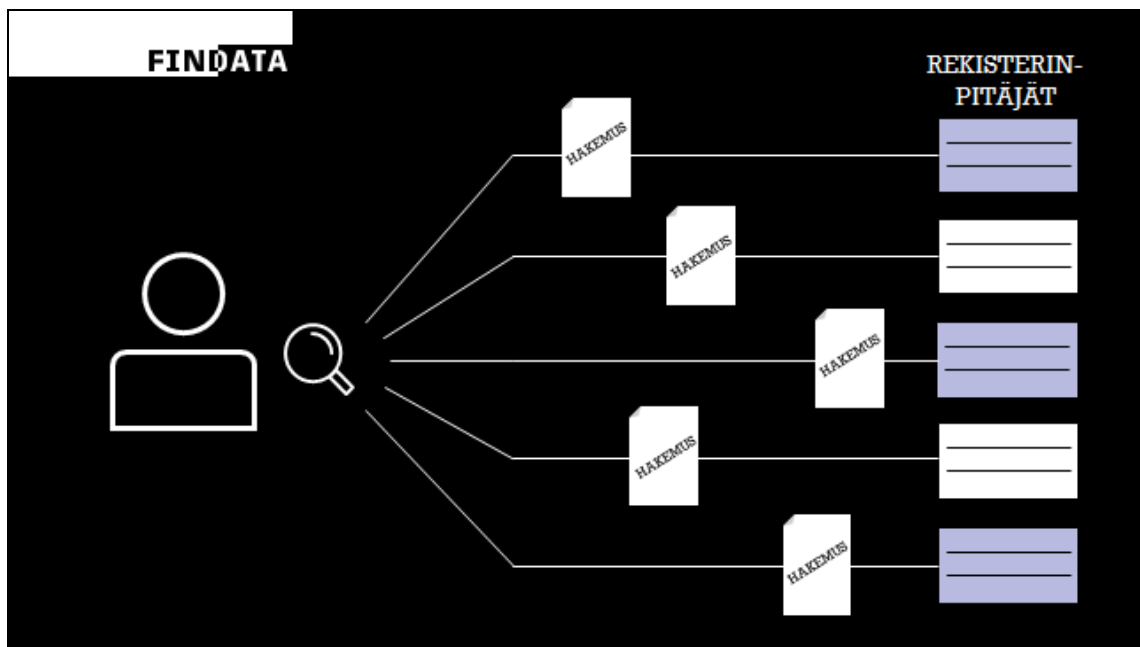 FINDATA
REKISTERIN-
PITÄJÄT
HAKEMUS
HAKEMUS
HAKEMUS
HAKEMUS
HAKEMUS